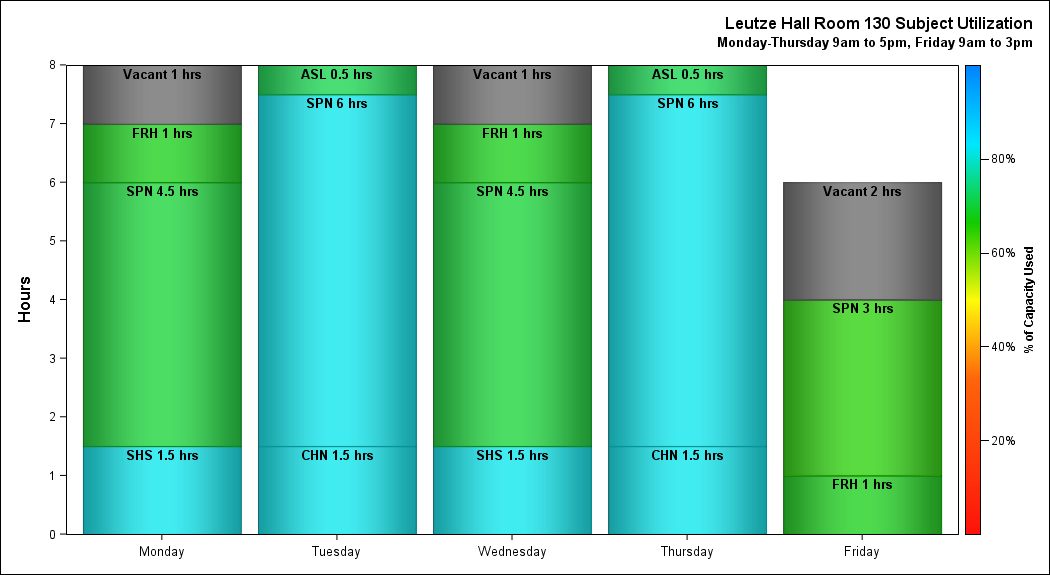 Leutze Hall Room 130 Subject Utilization
Monday-Thursday 9am to 5pm, Friday 9am to 3pm
Hours
8
7
6
5
4
3
2
1
0
Vacant 1 hrs
FRH 1 hrs
SPN 4.5 hrs
SHS 1.5 hrs
ASL 0.5 hrs
SPN 6 hrs
CHN 1.5 hrs
Vacant 1 hrs
FRH 1 hrs
SPN 4.5 hrs
SHS 1.5 hrs
ASL 0.5 hrs
SPN 6 hrs
CHN 1.5 hrs
Vacant 2 hrs
SPN 3 hrs
FRH 1 hrs
Monday
Tuesday
Wednesday
Thursday
Friday
80%
60%
40%
20%
% of Capacity Used